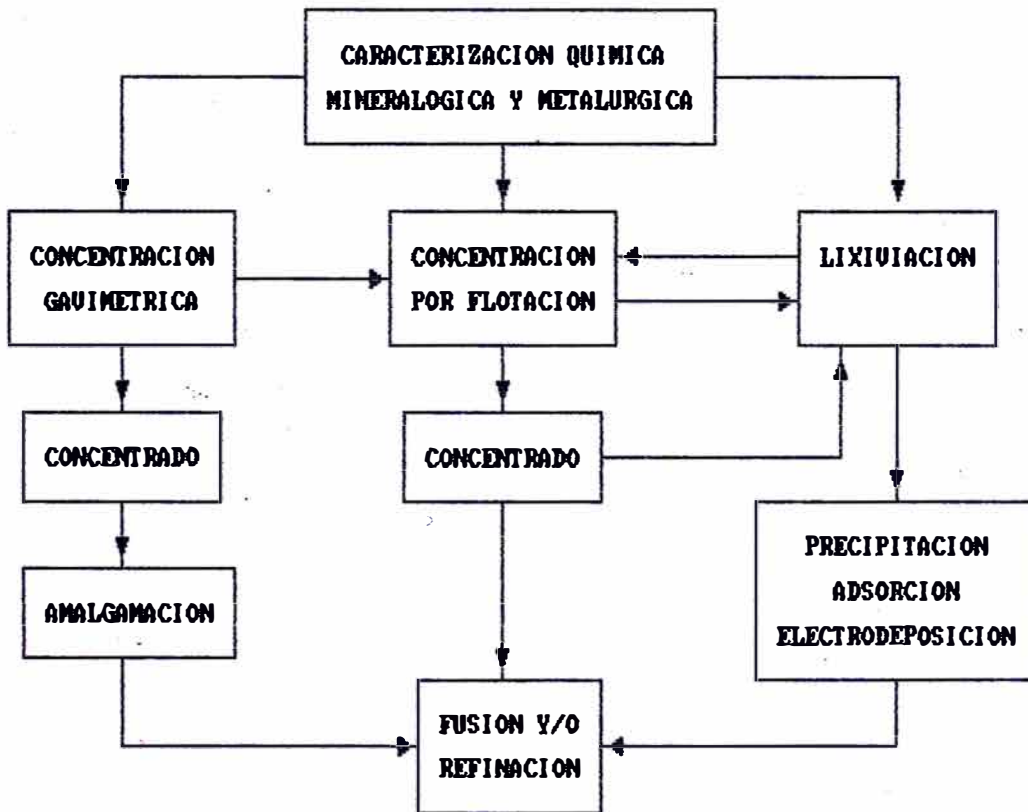 CARACTERIZACION QUIMICA
MINERALOGICA Y METALURGICA
CONCENTRACION
GAVIMETRICA
CONCENTRACION
POR FLOTACION
LIXIVIACION
CONCENTRADO
CONCENTRADO
AMALGAMACION
PRECIPITACION
ADSORCION
ELECTRODEPOSICION
FUSION Y/O
REFINACION